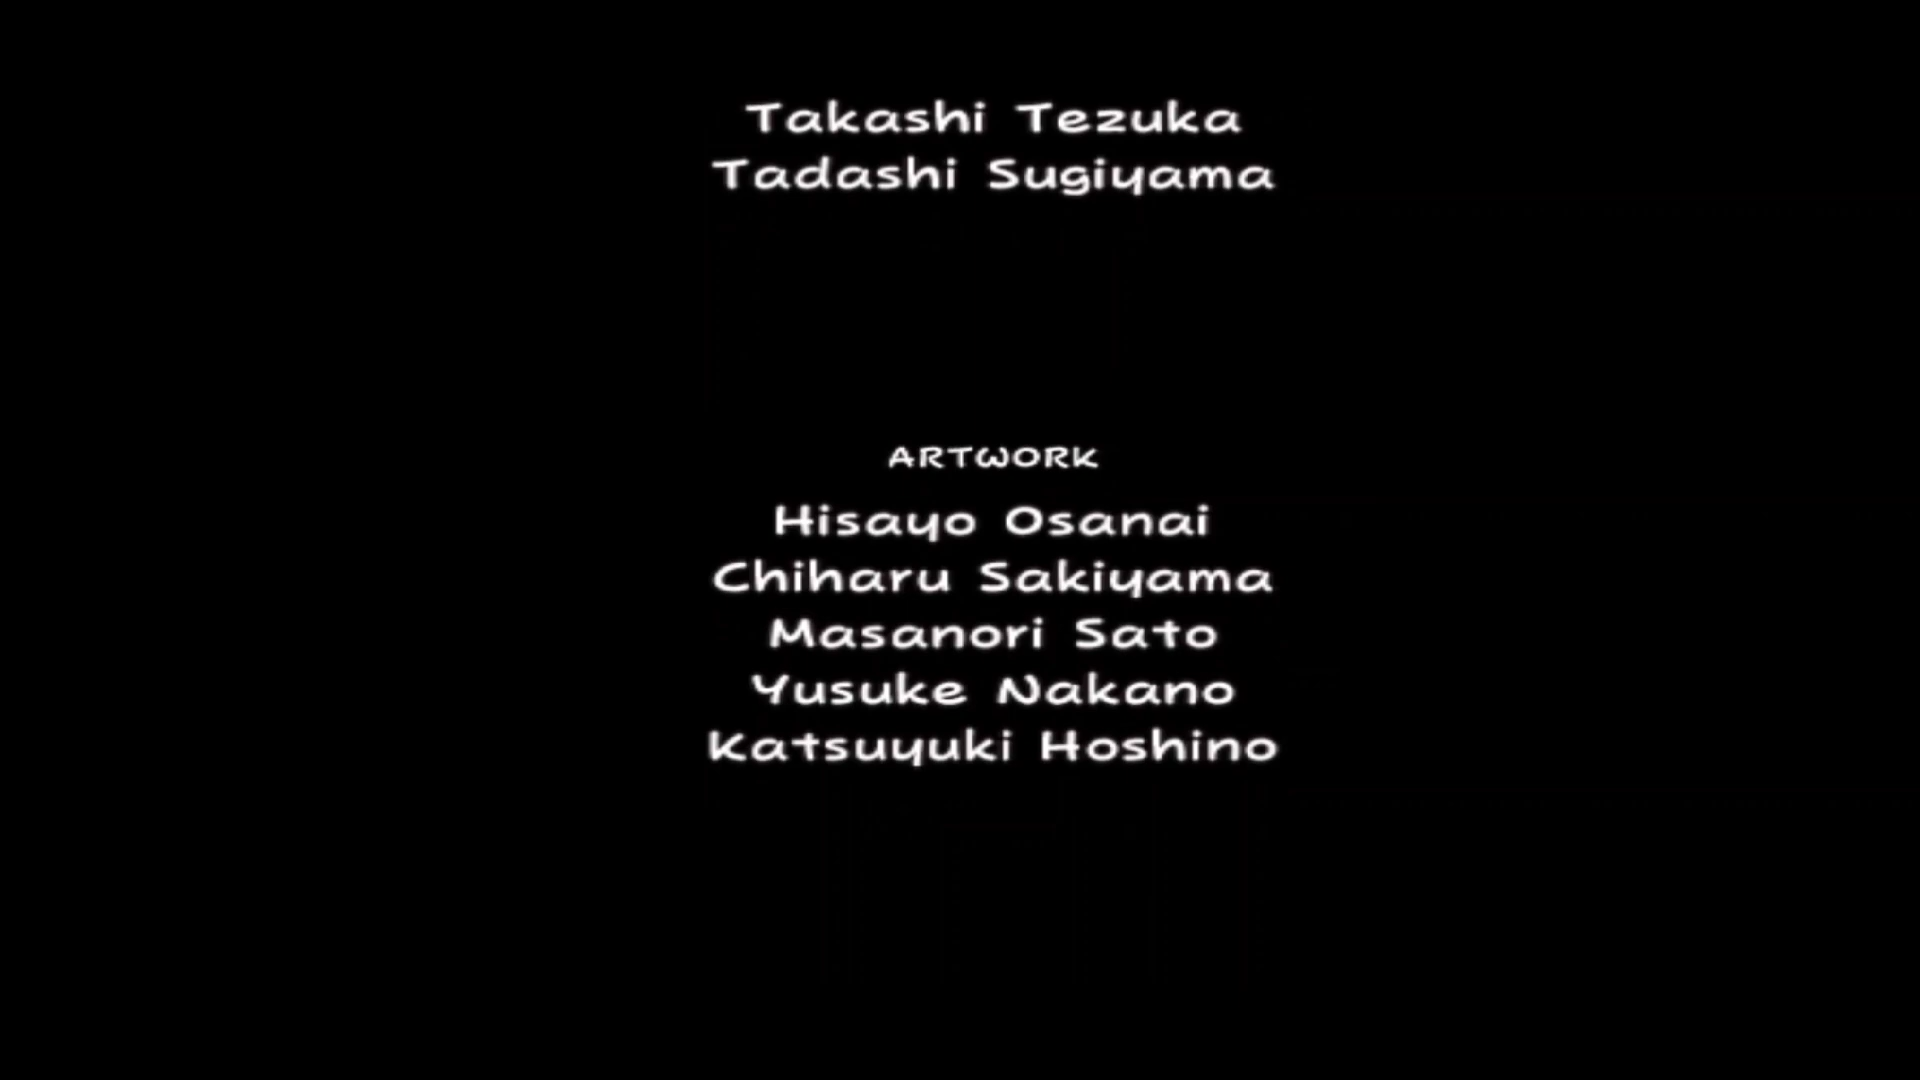 Takashi Tezuka
Tadashi Sugiyama
ARTWORK
Hisayo Osanai
Chiharu Sakiyama
Masanori Sato
Yusuke Nakano
Katsuyuki Hoshino